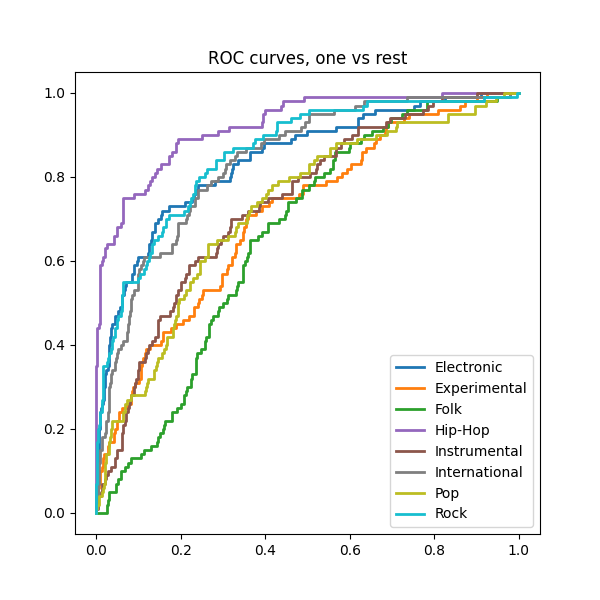 ROC curves, one vs rest
1.0
0.8
0.6
0.4
0.2
0.0
Electronic
Experimental
Folk
Hip-Hop
Instrumental
International
Pop
Rock
0.0 0.2 0.4 0.6 0.8 1.0